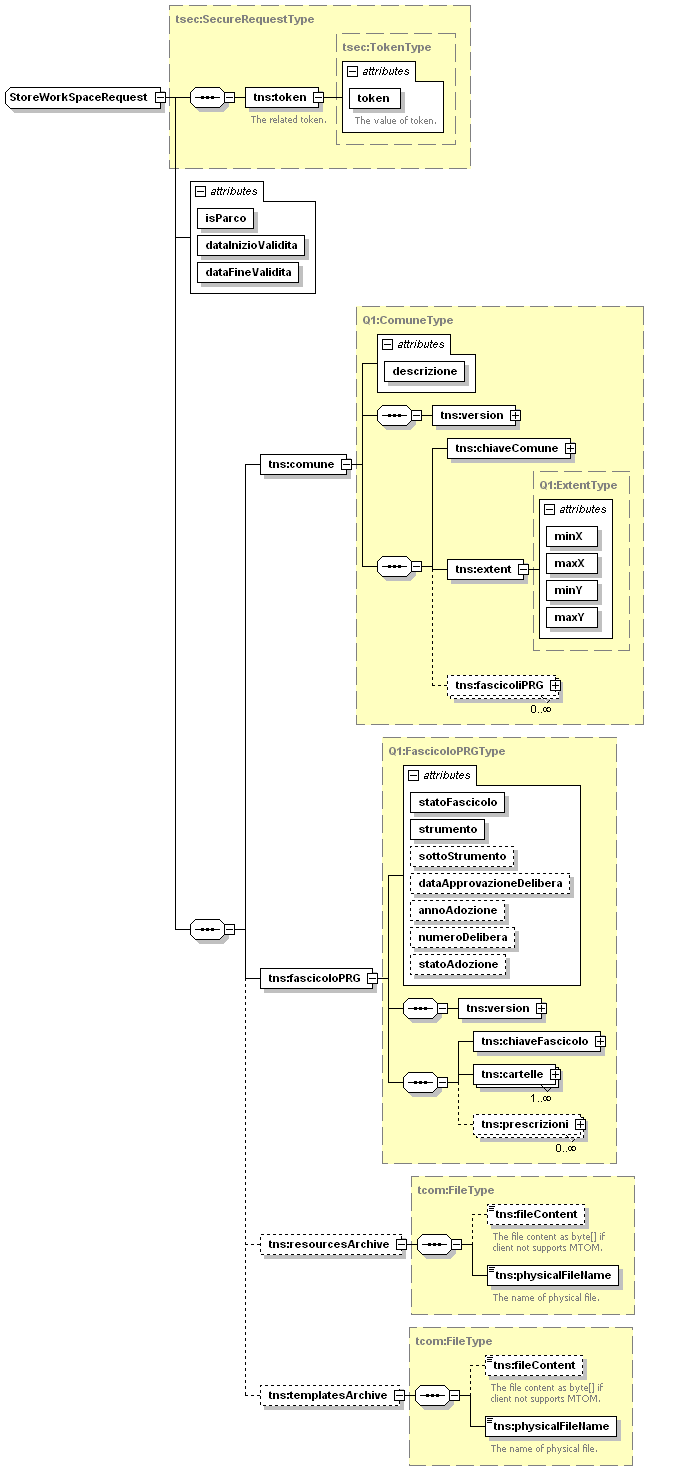 tsec:SecureRequestType
tsec:TokenType
attributes
StoreWorkSpaceRequest
tns:token
token
The related token.
The value of token.
attributes
isParco
dataInizioValidita
dataFineValidita
Q1:ComuneType
attributes
descrizione
tns:version
tns:chiaveComune
tns:comune
Q1:ExtentType
attributes
minX
maxX
tns:extent
minY
maxY
tns:fascicoliPRG
0..∞
Q1:FascicoloPRGType
attributes
statoFascicolo
strumento
sottoStrumento
dataApprovazioneDelibera
annoAdozione
numeroDelibera
statoAdozione
tns:fascicoloPRG
tns:version
tns:chiaveFascicolo
tns:cartelle
1..∞
tns:prescrizioni
0..∞
tcom:FileType
tns:fileContent
The file content as byte[] if
client not supports MTOM.
tns:resourcesArchive
tns:physicalFileName
The name of physical file.
tcom:FileType
tns:fileContent
The file content as byte[] if
client not supports MTOM.
tns:templatesArchive
tns:physicalFileName
The name of physical file.